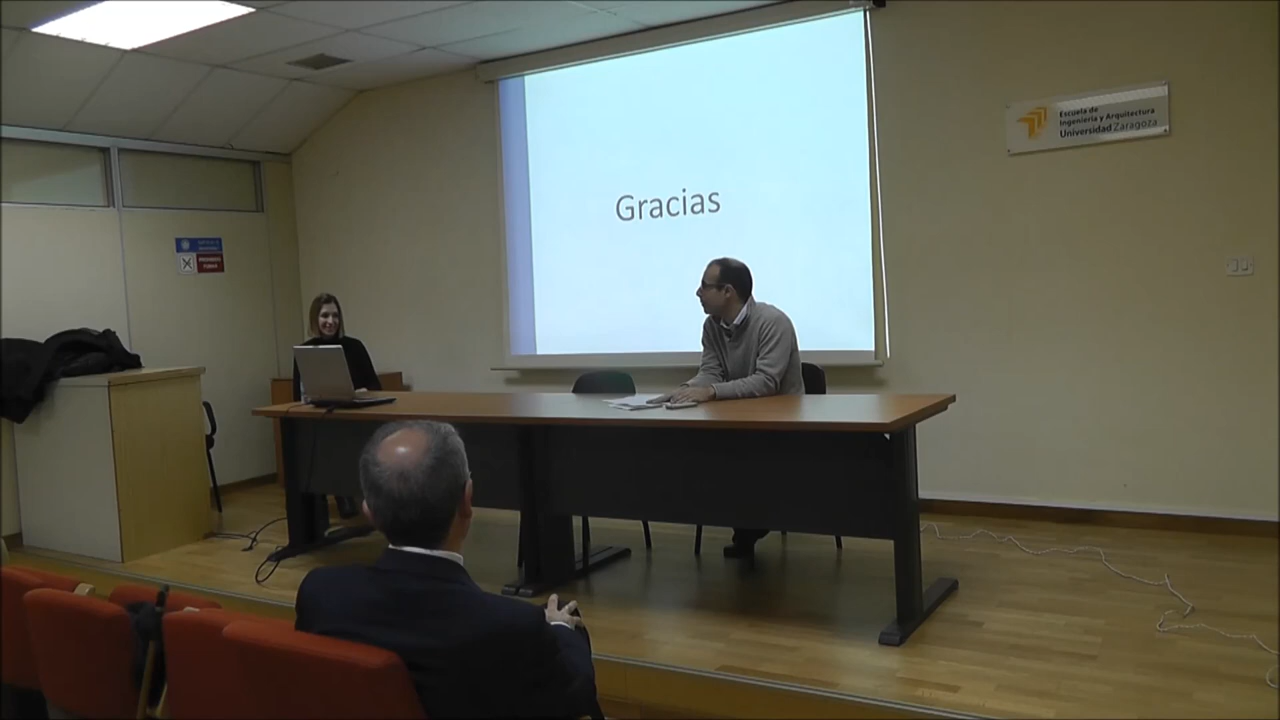 Gracias
Escuela de
Ingeniería y Arquitectura
Universidad Zaragoza